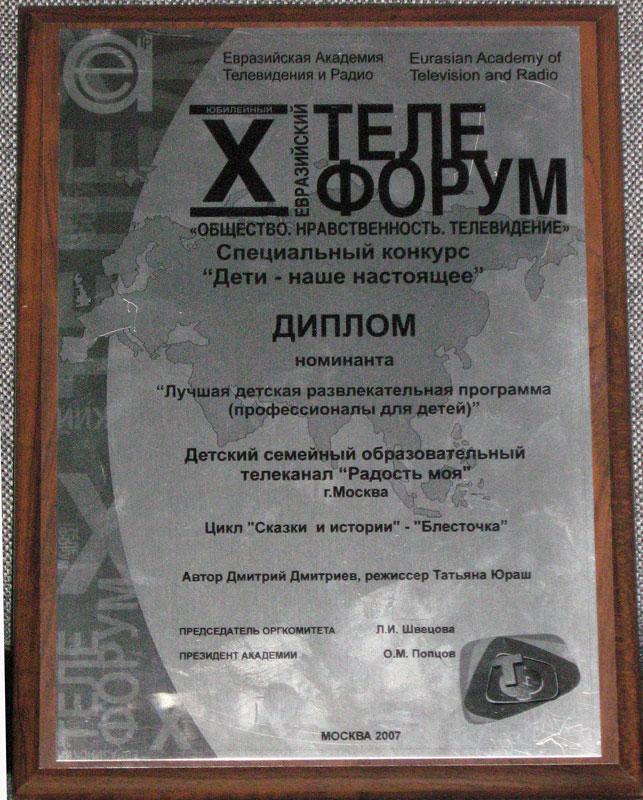 Евразийская Академия
Телевидения и Радио
Eurasian Academy of
Television and Radio
ЮБИЛЕЙНЫЙ
X
ЕВРАЗИЙСКИЙ
ТЕЛЕ
ФОРУМ
«ОБЩЕСТВО. НРАВСТВЕННОСТЬ. ТЕЛЕВИДЕНИЕ»
Специальный конкурс
“Дети - наше настоящее”
ДИПЛОМ
номинанта
“Лучшая детская развлекательная программа
(профессионалы для детей)”
Детский семейный образовательный
телеканал “Радость моя"
г.Москва
Цикл "Сказки и истории" - "Блесточка”
Автор Дмитрий Дмитриев, режиссер Татьяна Юраш
ПРЕДСЕДАТЕЛЬ ОРГКОМИТЕТА Л.И. Швецова
ПРЕЗИДЕНТ АКАДЕМИИ О.М. Попцов
МОСКВА 2007
ТЕЛЕ
ФОРУМ
X